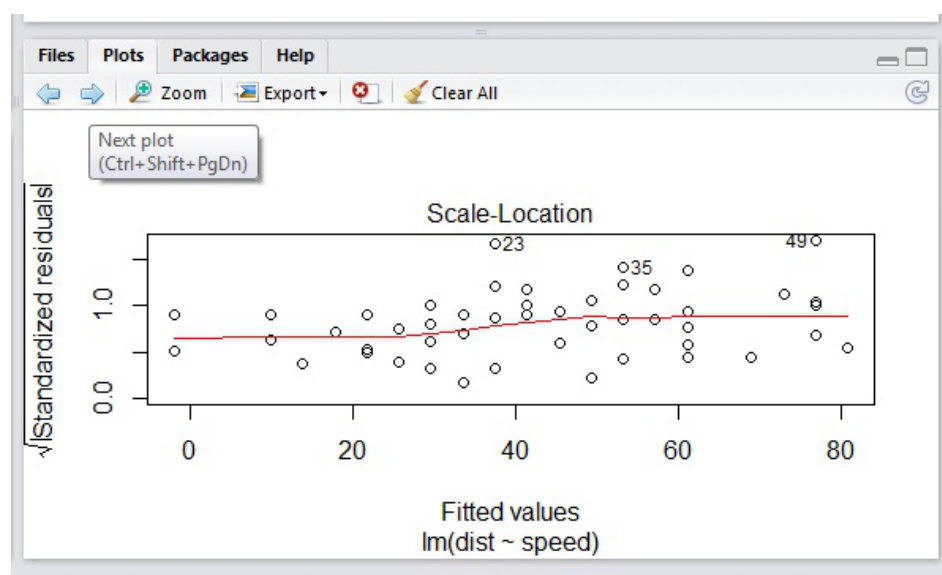 Files Plots Packages Help
Zoom Export Clear All
Next plot
(Ctrl+Shift+PgDn)
Scale-Location
√|Standardized residuals|
0.0 1.0
23
35
49
0 20 40 60 80
Fitted values
lm(dist ~ speed)